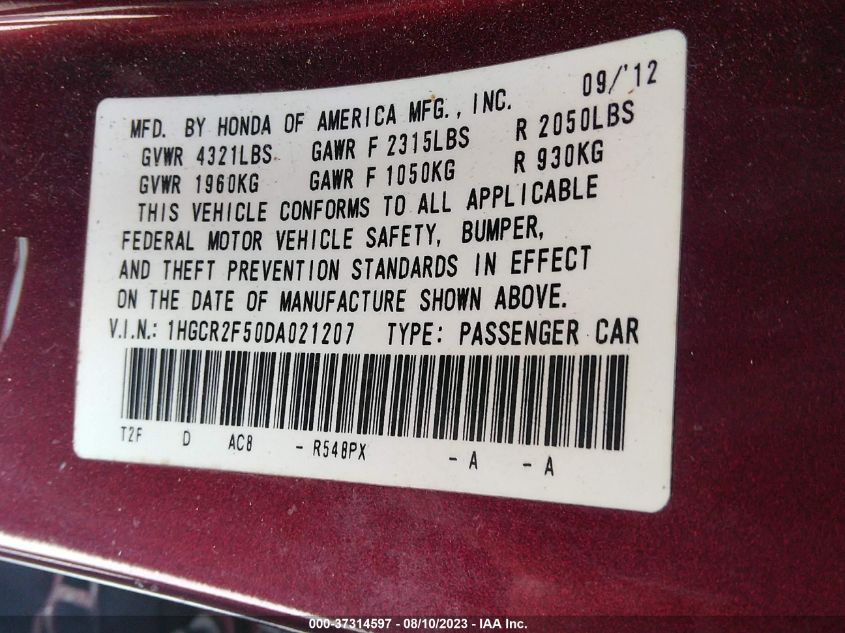 09/'12
MFD. BY HONDA OF AMERICA MFG., INC.
GVWR 4321LBS GAWR F 2315LBS R 2050LBS
GVWR 1960KG GAWR F 1050KG R 930KG
THIS VEHICLE CONFORMS TO ALL APPLICABLE
FEDERAL MOTOR VEHICLE SAFETY, BUMPER,
AND THEFT PREVENTION STANDARDS IN EFFECT
ON THE DATE OF MANUFACTURE SHOWN ABOVE.
V.I.N.: 1HGCR2F50DA021207 TYPE: PASSENGER CAR
T2F D AC8 - R548PX - A - A
000-37314597 - 08/10/2023 - IAA Inc.